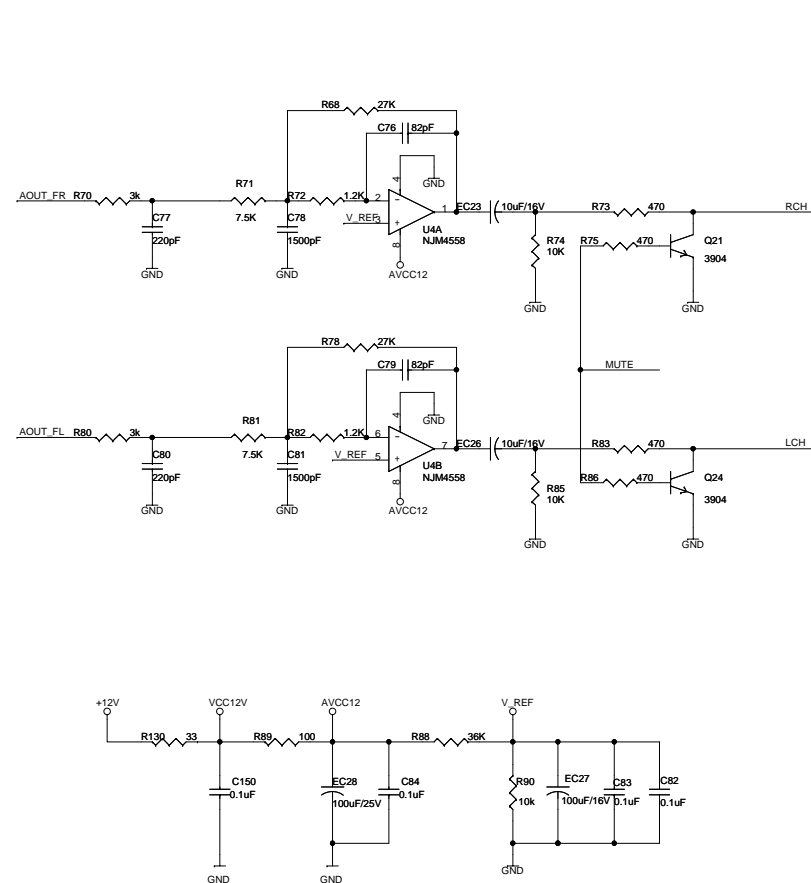 R68 27K
C76 82pF
4
GND
R71
AOUT_FR R70 3k R72 1.2K 2
1 EC23 10uF/16V R73 470 RCH
C77 7.5K C78 V_REF 3 U4A
220pF 1500pF NJM4558
8
R74 R75 470 Q21
10K 3904
GND GND AVCC12
GND GND
R78 27K
MUTE
C79 82pF
4
GND
R81
AOUT_FL R80 3k R82 1.2K 6
7 EC26 10uF/16V R83 470 LCH
C80 7.5K C81 V_REF 5 U4B
220pF 1500pF NJM4558
8
R85 R86 470 Q24
10K 3904
GND GND AVCC12
GND GND
+12V VCC12V AVCC12 V_REF
R130 33 R89 100 R88 36K
C150 EC28 C84 R90 EC27 C83 C82
0.1uF 100uF/25V 0.1uF 10k 100uF/16V 0.1uF 0.1uF
GND GND GND